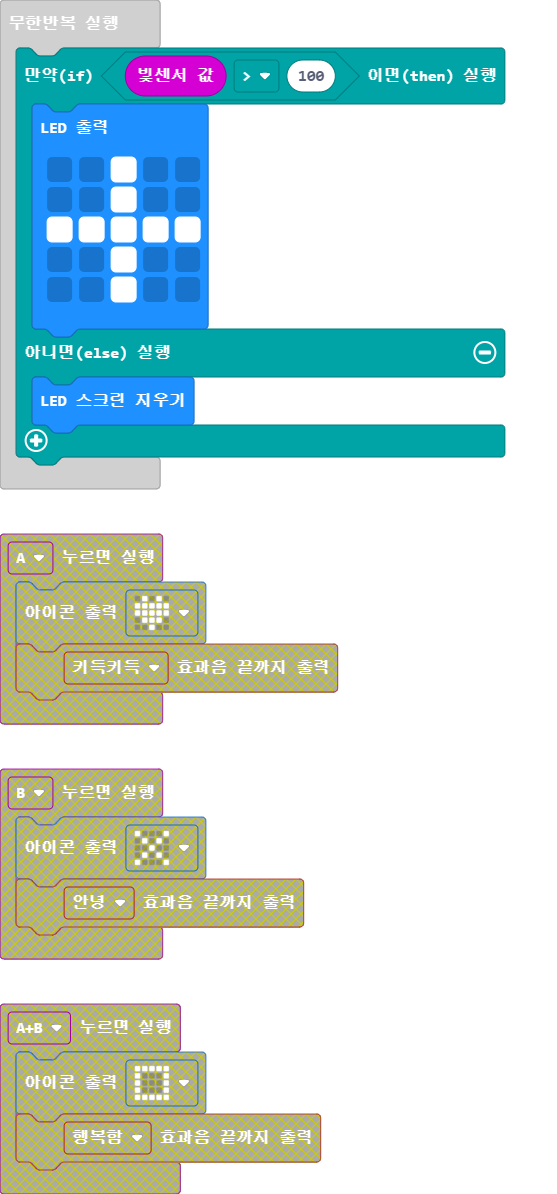 무한반복 실행
만약(if) 빛센서 값 > 100 이면(then) 실행
LED 출력
아니면(else) 실행
LED 스크린 지우기
A 누르면 실행
아이콘 출력
키득키득 효과음 끝까지 출력
B 누르면 실행
아이콘 출력
안녕 효과음 끝까지 출력
A+B 누르면 실행
아이콘 출력
행복함 효과음 끝까지 출력